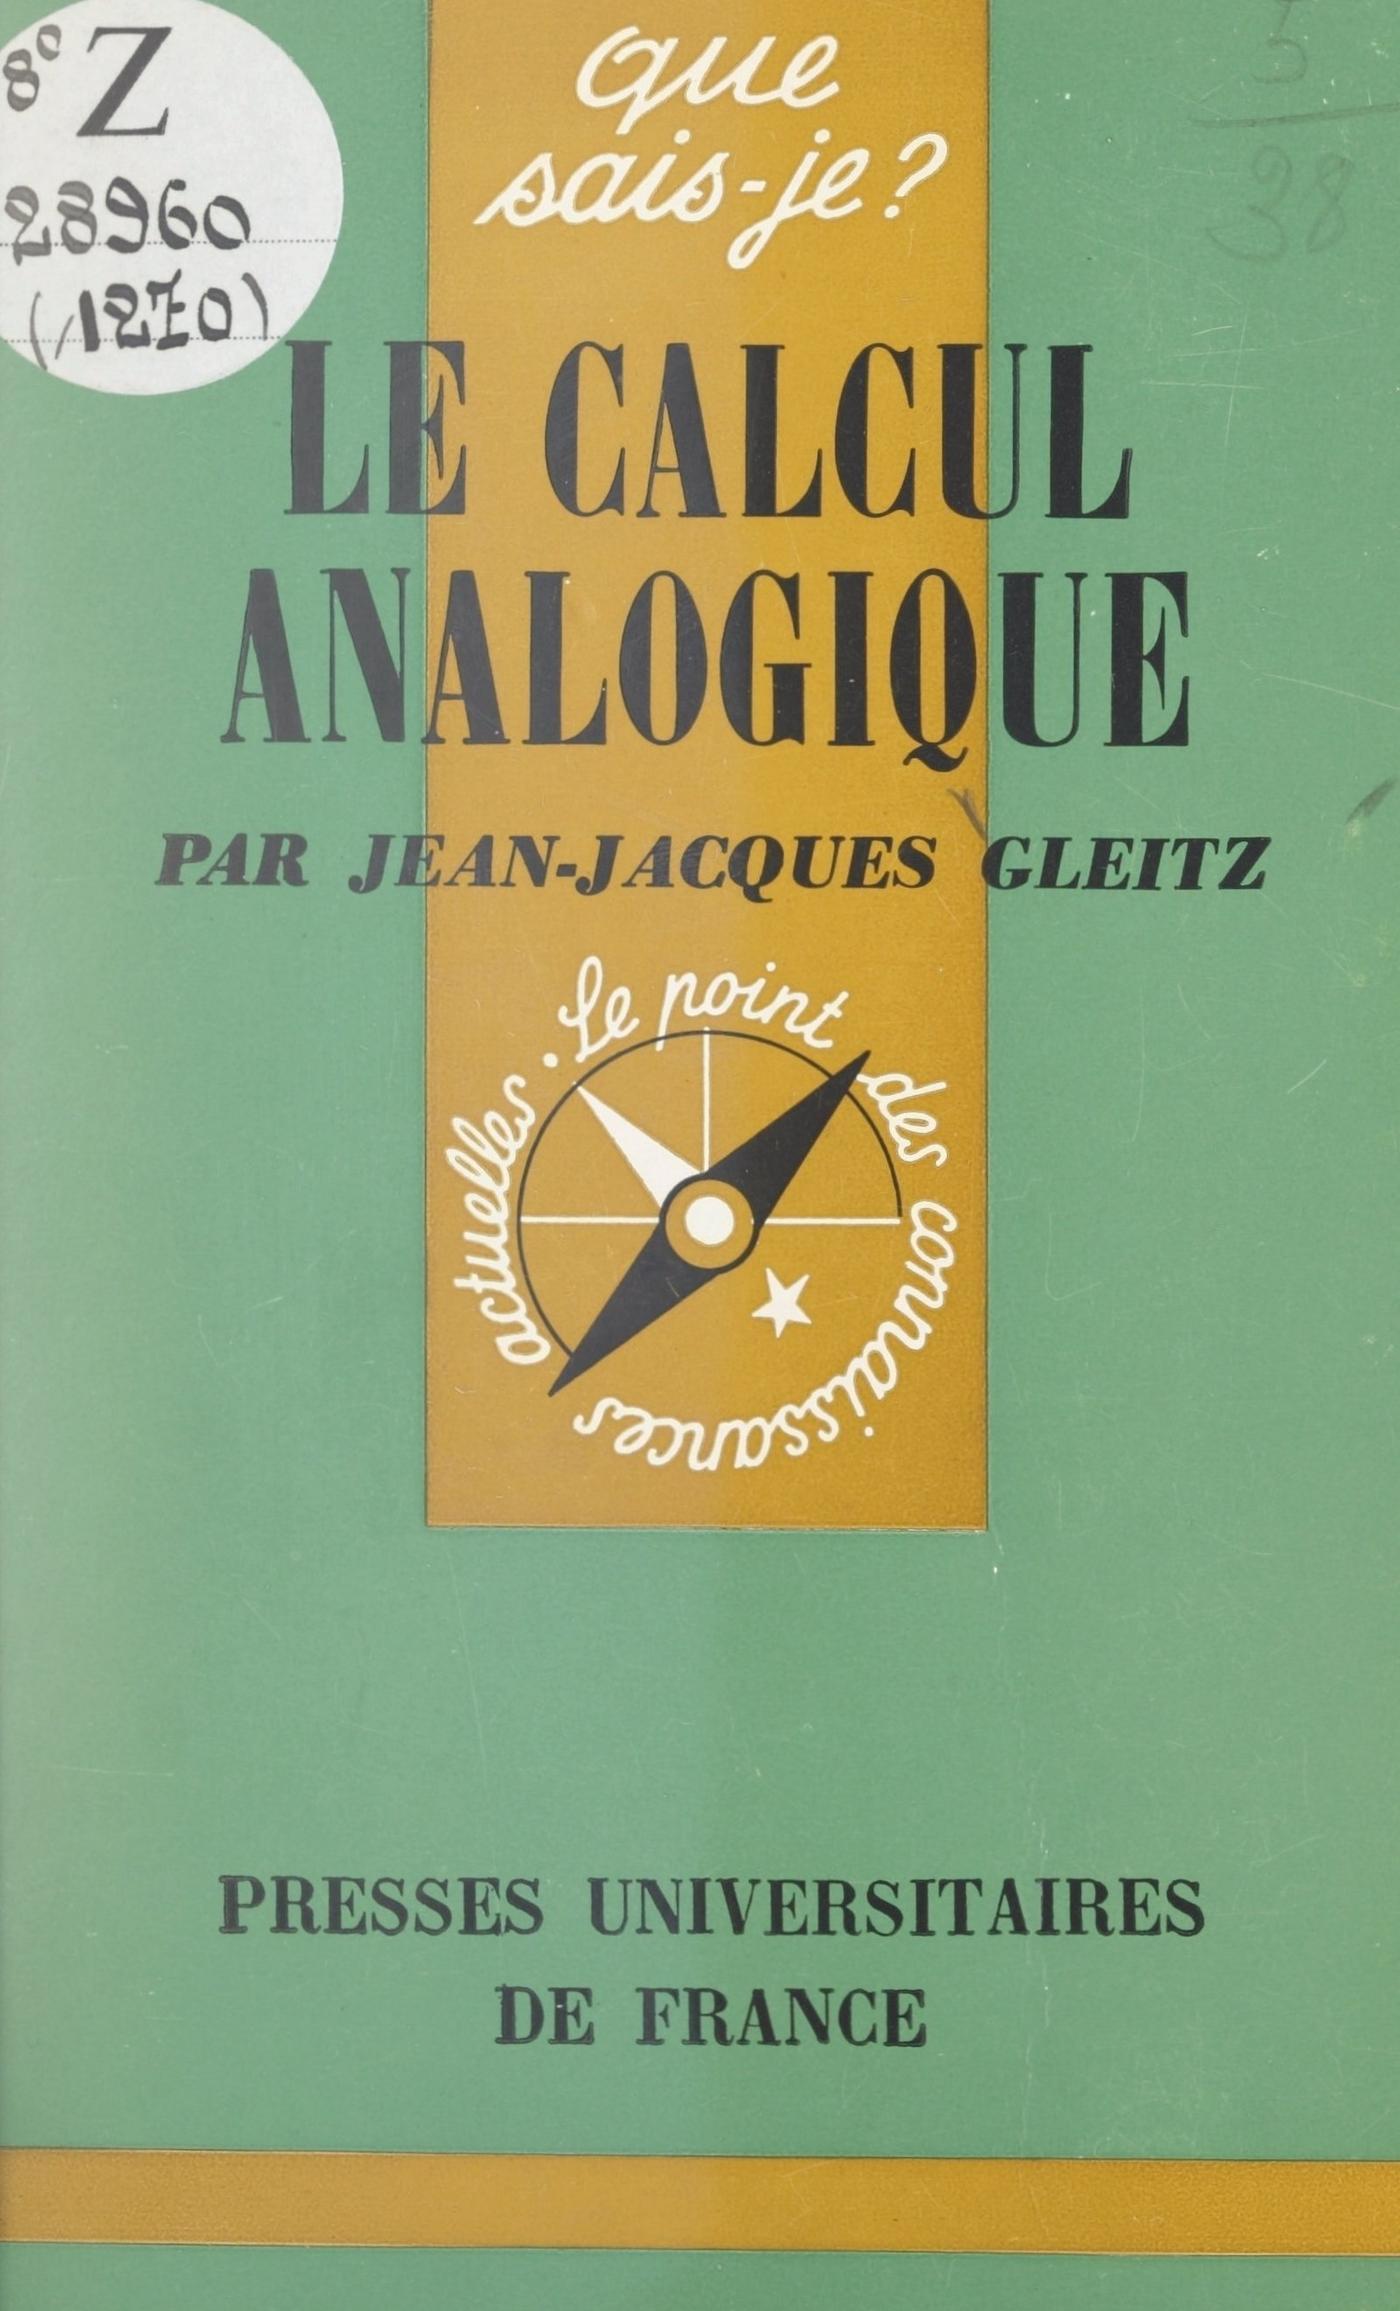 8° Z
28960
(1270)
que
sais-je?
LE CALCUL
ANALOGIQUE
PAR JEAN-JACQUES GLEITZ
Le point des connaissances actuelles.
PRESSES UNIVERSITAIRES
DE FRANCE
38